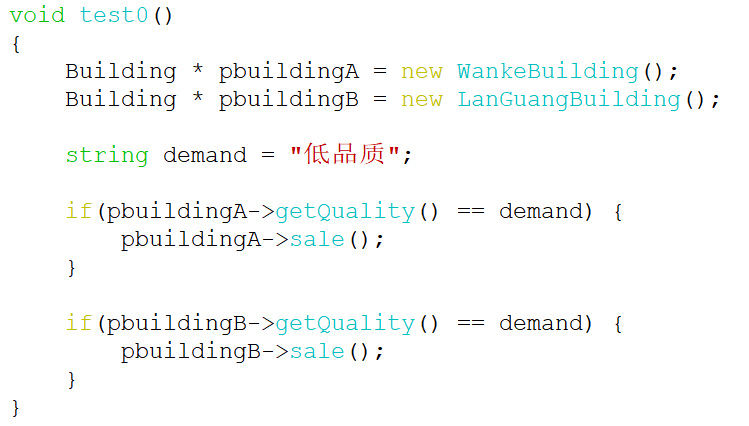 void test0()
{
    Building * pbuildingA = new WankeBuilding();
    Building * pbuildingB = new LanGuangBuilding();
    string demand = "低品质";
    if(pbuildingA->getQuality() == demand) {
        pbuildingA->sale();
    }
    if(pbuildingB->getQuality() == demand) {
        pbuildingB->sale();
    }
}